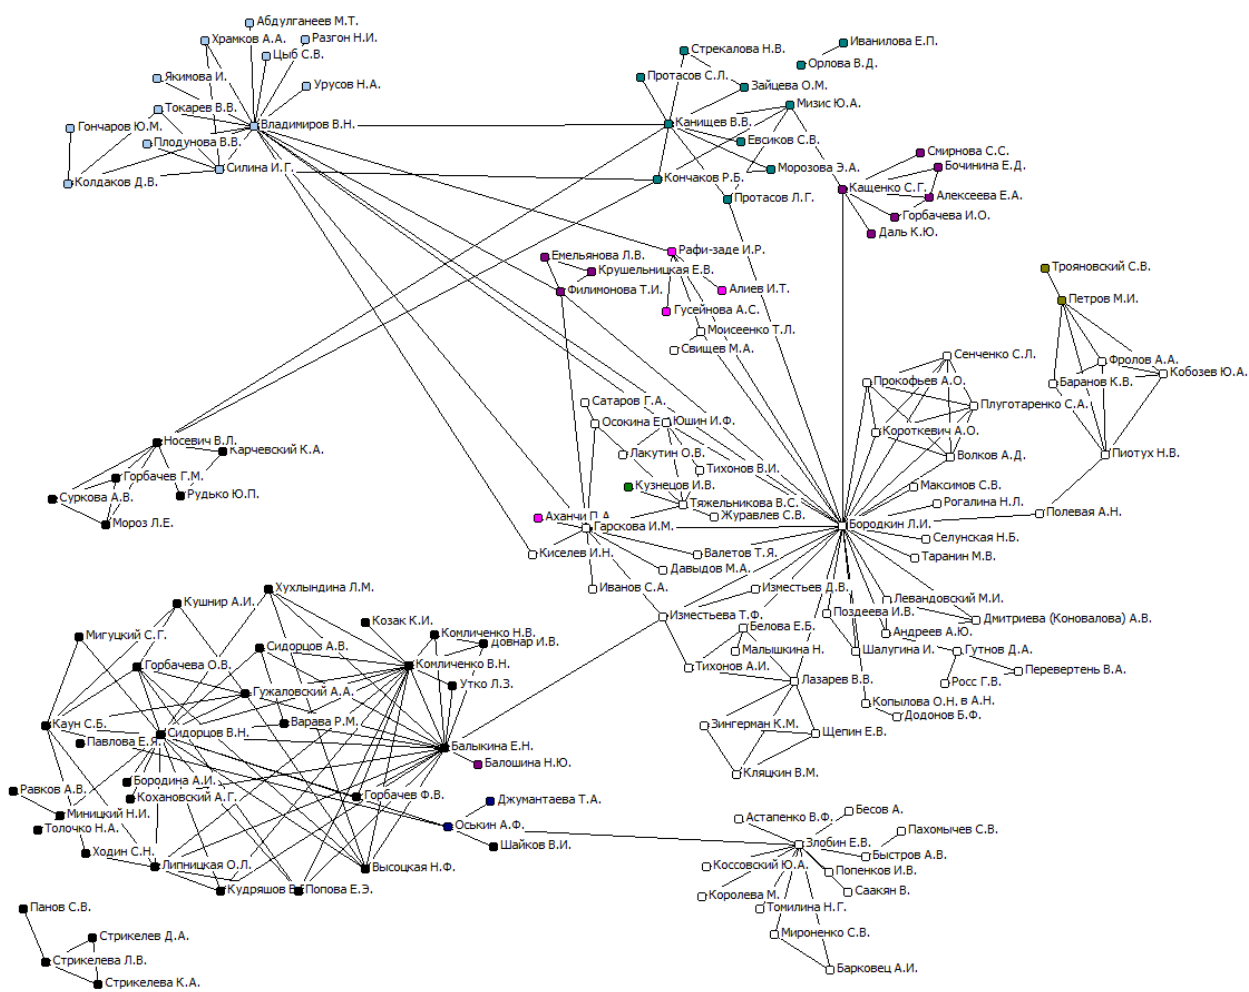 Абдулганеев М.Т.
Храмков А.А.
Разгон Н.И.
Цыб С.В.
Якимова И.
Урусов Н.А.
Токарев В.В.
Гончаров Ю.М.
Владимиров В.Н.
Плодунова В.В.
Силина И.Г.
Колдаков Д.В.
Стрекалова Н.В.
Иванилова Е.П.
Орлова В.Д.
Протасов С.Л.
Зайцева О.М.
Мизис Ю.А.
Канищев В.В.
Евсиков С.В.
Морозова Э.А.
Кончаков Р.Б.
Протасов Л.Г.
Смирнова С.С.
Бочинина Е.Д.
Кащенко С.Г.
Алексеева Е.А.
Горбачева И.О.
Даль К.Ю.
Емельянова Л.В.
Рафи-заде И.Р.
Крушельницкая Е.В.
Филимонова Т.И.
Алиев И.Т.
Гусейнова А.С.
Моисеенко Т.Л.
Свищев М.А.
Трояновский С.В.
Петров М.И.
Фролов А.А.
Кобозев Ю.А.
Баранов К.В.
Пиотух Н.В.
Сенченко С.Л.
Прокофьев А.О.
Плуготаренко С.А.
Короткевич А.О.
Волков А.Д.
Максимов С.В.
Рогалина Н.Л.
Полевая А.Н.
Бородкин Л.И.
Селунская Н.Б.
Таранин М.В.
Сатаров Г.А.
Осокина Е
Юшин И.Ф.
Лакутин О.В.
Тихонов В.И.
Кузнецов И.В.
Тяжельникова В.С.
Журавлев С.В.
Аханчи П.А
Гарскова И.М.
Киселев И.Н.
Валетов Т.Я.
Давыдов М.А.
Иванов С.А.
Носевич В.Л.
Карчевский К.А.
Горбачев Г.М.
Суркова А.В.
Рудько Ю.П.
Мороз Л.Е.
Изместьев Д.В.
Изместьева Т.Ф.
Левандовский М.И.
Поздеева И.В.
Дмитриева (Коновалова) А.В.
Белова Е.Б.
Андреев А.Ю.
Малышкина Н.
Шалугина И.
Гутнов Д.А.
Тихонов А.И.
Перевертень В.А.
Лазарев В.В.
Росс Г.В.
Копылова О.Н.
в А.Н.
Додонов Б.Ф.
Зингерман К.М.
Щепин Е.В.
Кляцкин В.М.
Хухлындина Л.М.
Кушнир А.И.
Козак К.И.
Комличенко Н.В.
Довнар И.В.
Мигуцкий С.Г.
Сидорцов А.В.
Горбачева О.В.
Комличенко В.Н.
Утко Л.З.
Гужаловский А.А.
Каун С.Б.
Варава Р.М.
Сидорцов В.Н.
Павлова Е.Я.
Балыкина Е.Н.
Балошина Н.Ю.
Бородина А.И.
Равков А.В.
Кохановский А.Г.
Горбачев Ф.В.
Джумантаева Т.А.
Миницкий Н.И.
Толочко Н.А.
Оськин А.Ф.
Шайков В.И.
Ходин С.Н.
Липницкая О.Л.
Высоцкая Н.Ф.
Кудряшов В
Попова Е.Э.
Панов С.В.
Стрикелев Д.А.
Стрикелева Л.В.
Стрикелева К.А.
Бесов А.
Астапенко В.Ф.
Пахомычев С.В.
Злобин Е.В.
Быстров А.В.
Коссовский Ю.А.
Попенков И.В.
Саакян В.
Королева М.
Томилина Н.Г.
Мироненко С.В.
Барковец А.И.